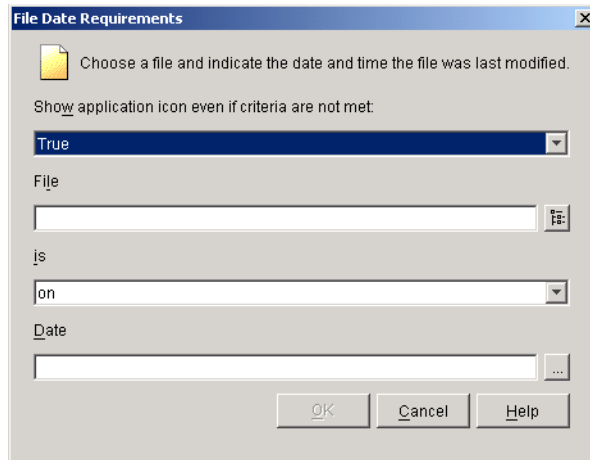 File Date Requirements
Choose a file and indicate the date and time the file was last modified.
Show application icon even if criteria are not met:
True
File
is
on
Date
...
OK Cancel Help